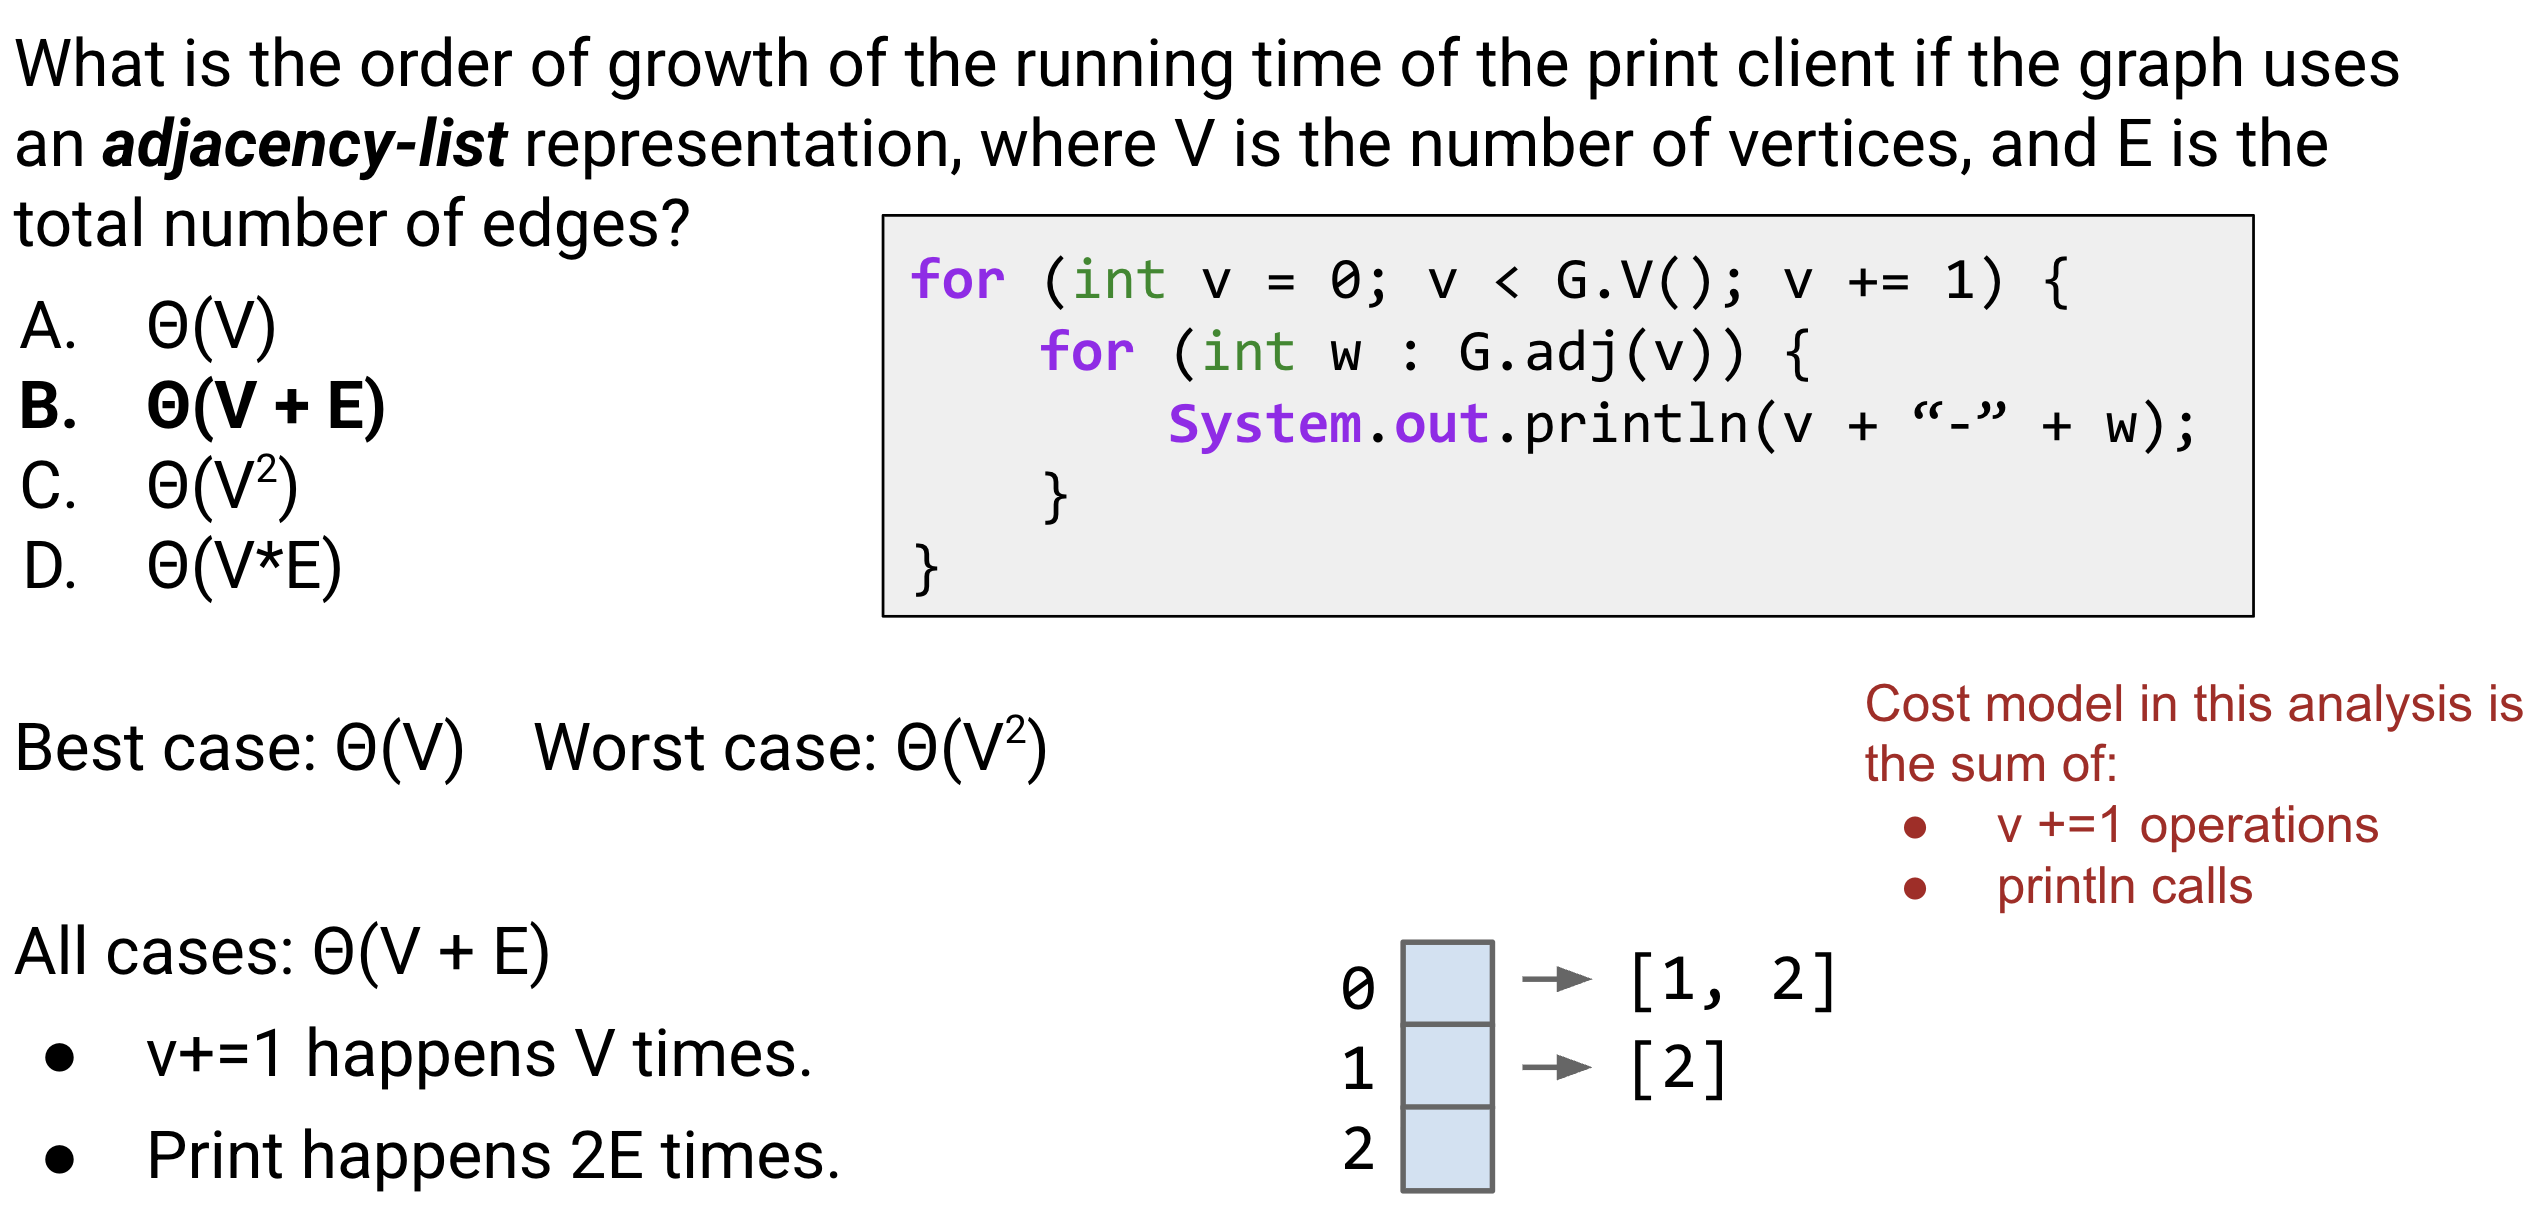 What is the order of growth of the running time of the print client if the graph uses
an adjacency-list representation, where V is the number of vertices, and E is the
total number of edges?
A. Θ(V)
B. Θ(V + E)
C. Θ(V²)
D. Θ(V*E)
for (int v = 0; v < G.V(); v += 1) {
    for (int w : G.adj(v)) {
        System.out.println(v + “-” + w);
    }
}
Best case: Θ(V) Worst case: Θ(V²)
Cost model in this analysis is
the sum of:
● v +=1 operations
● println calls
All cases: Θ(V + E)
● v+=1 happens V times.
● Print happens 2E times.
0 → [1, 2]
1 → [2]
2